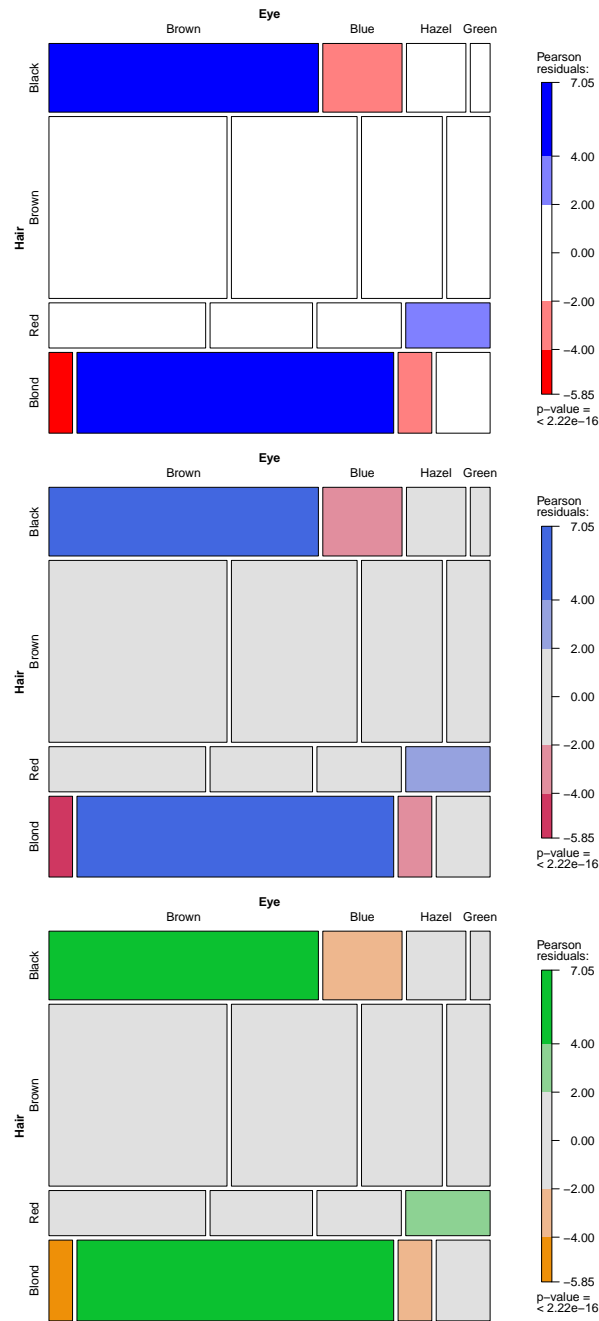 Eye
Brown Blue Hazel Green
Hair
Black
Brown
Red
Blond
Pearson
residuals:
7.05
4.00
2.00
0.00
−2.00
−4.00
−5.85
p−value =
< 2.22e−16
Eye
Brown Blue Hazel Green
Hair
Black
Brown
Red
Blond
Pearson
residuals:
7.05
4.00
2.00
0.00
−2.00
−4.00
−5.85
p−value =
< 2.22e−16
Eye
Brown Blue Hazel Green
Hair
Black
Brown
Red
Blond
Pearson
residuals:
7.05
4.00
2.00
0.00
−2.00
−4.00
−5.85
p−value =
< 2.22e−16